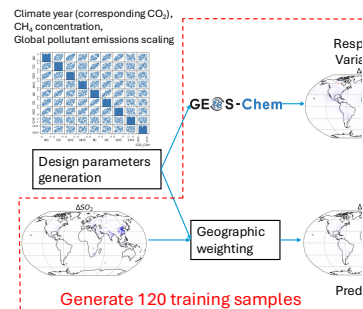 Climate year (corresponding CO₂),
CH₄ concentration,
Global pollutant emissions scaling
Resp
Varia
GEOS-Chem
Design parameters
generation
ΔSO₂
Geographic
weighting
Generate 120 training samples
Pred